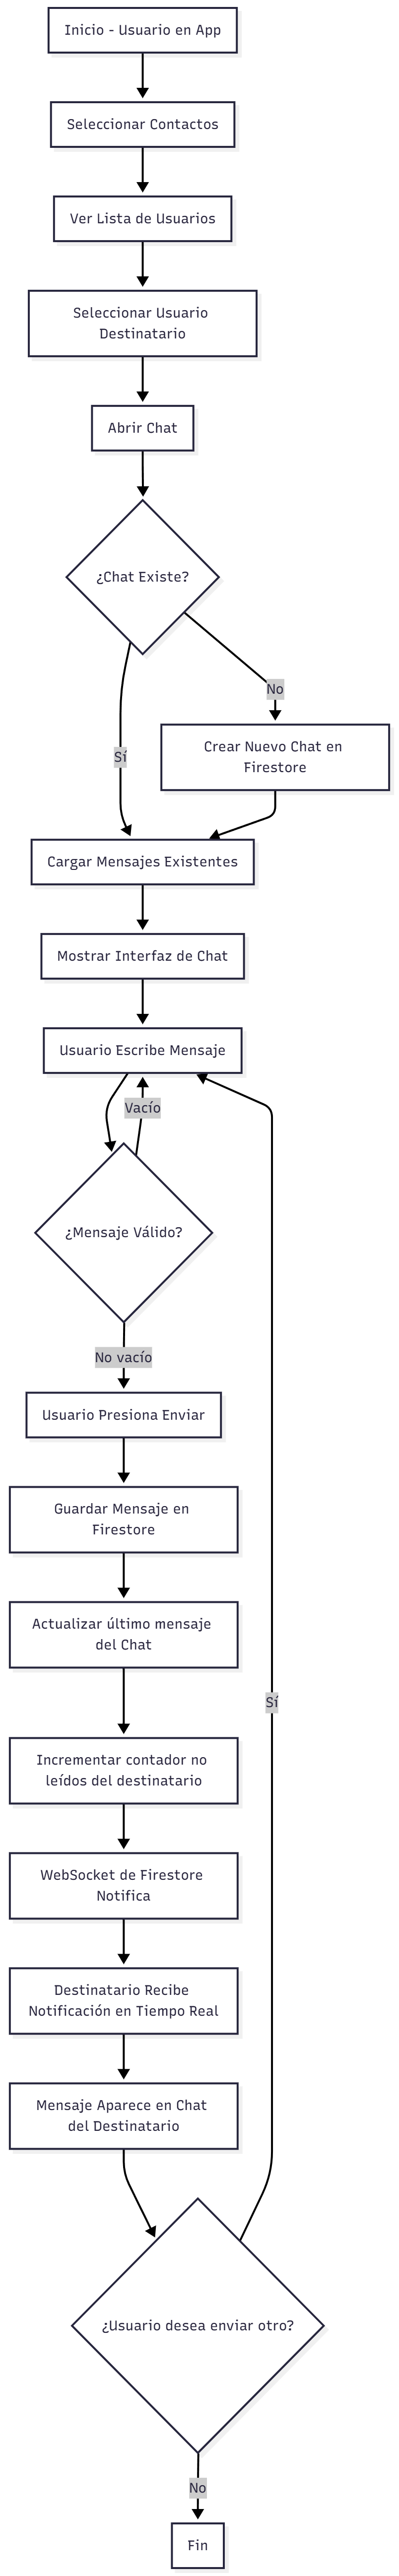 Inicio - Usuario en App
Seleccionar Contactos
Ver Lista de Usuarios
Seleccionar Usuario
Destinatario
Abrir Chat
¿Chat Existe?
No
Sí
Crear Nuevo Chat en
Firestore
Cargar Mensajes Existentes
Mostrar Interfaz de Chat
Usuario Escribe Mensaje
Vacío
¿Mensaje Válido?
No vacío
Usuario Presiona Enviar
Guardar Mensaje en
Firestore
Actualizar último mensaje
del Chat
Sí
Incrementar contador no
leídos del destinatario
WebSocket de Firestore
Notifica
Destinatario Recibe
Notificación en Tiempo Real
Mensaje Aparece en Chat
del Destinatario
¿Usuario desea enviar otro?
No
Fin